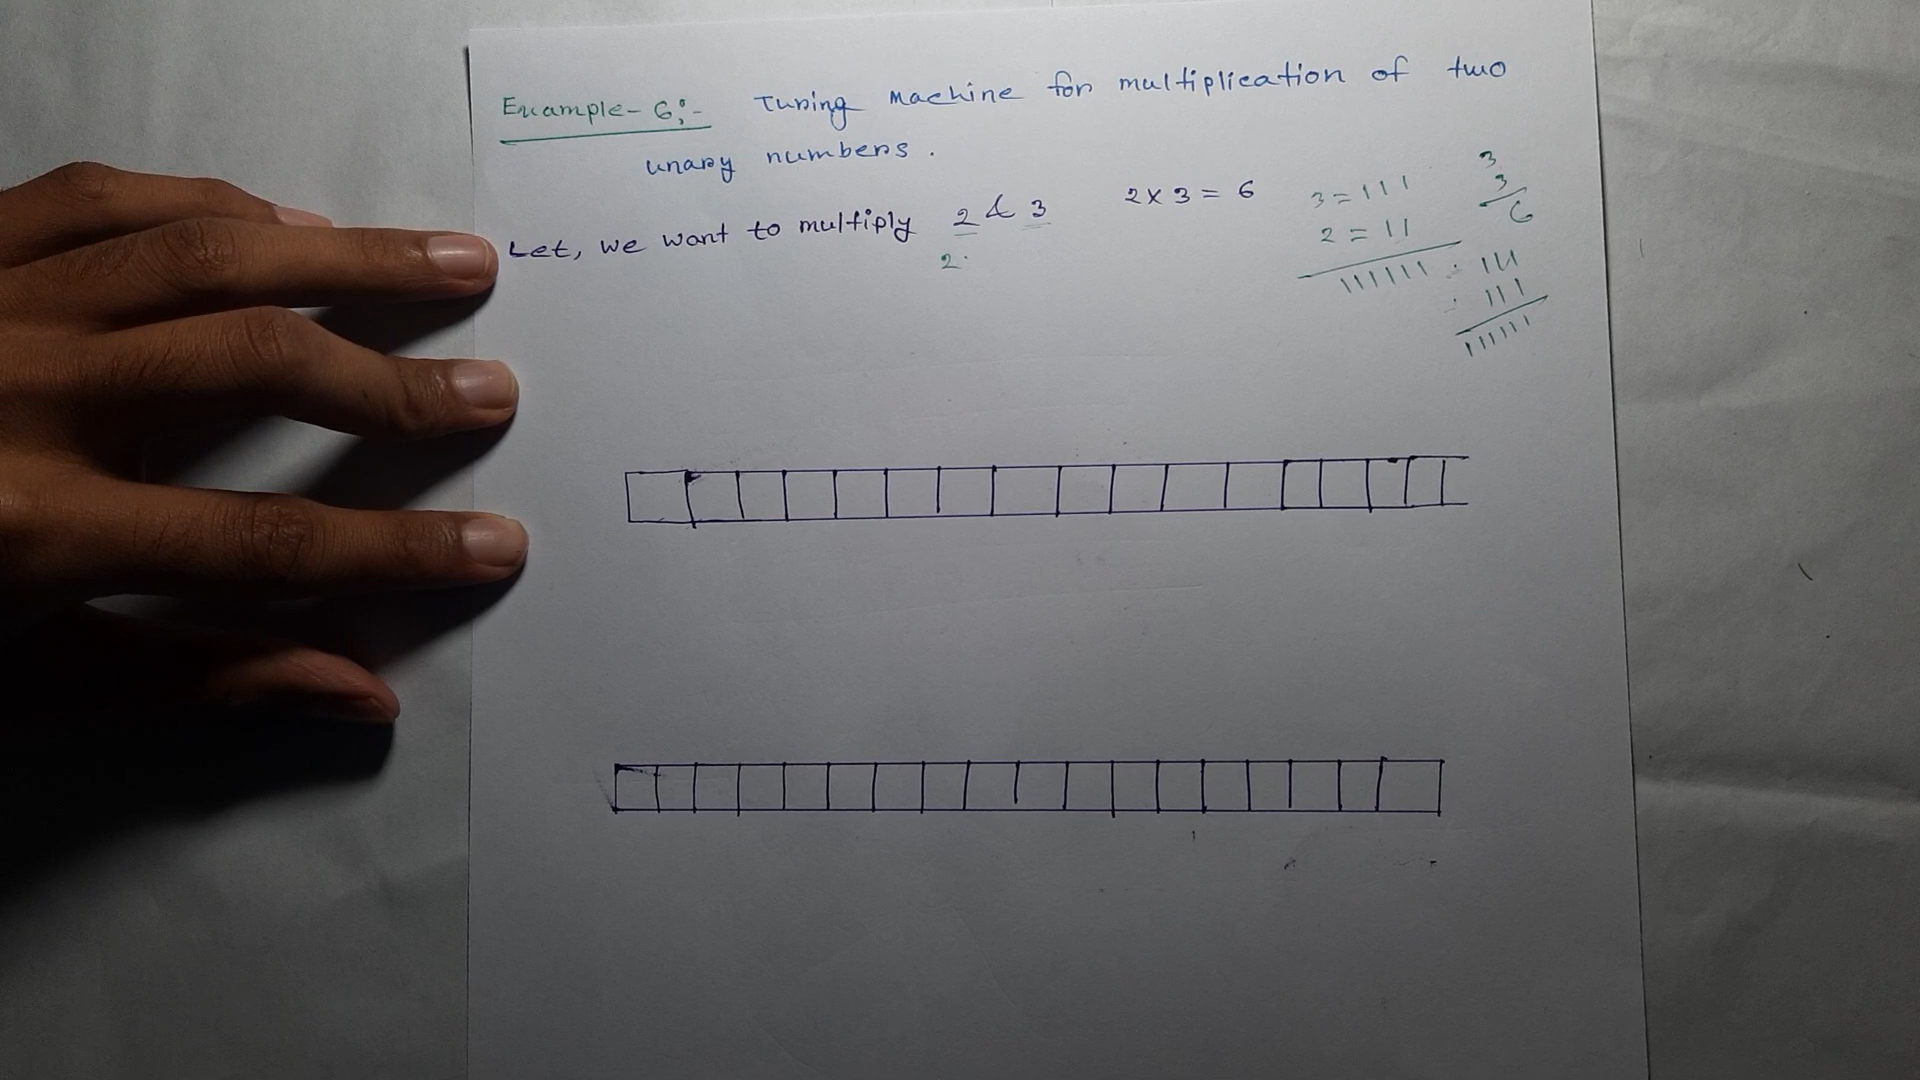 Example-6:- Turing Machine for multiplication of two
unary numbers.
Let, we want to multiply 2 & 3
2.
2 x 3 = 6
3 = 111
2 = 11
111111
3
3
6
111
111
111111